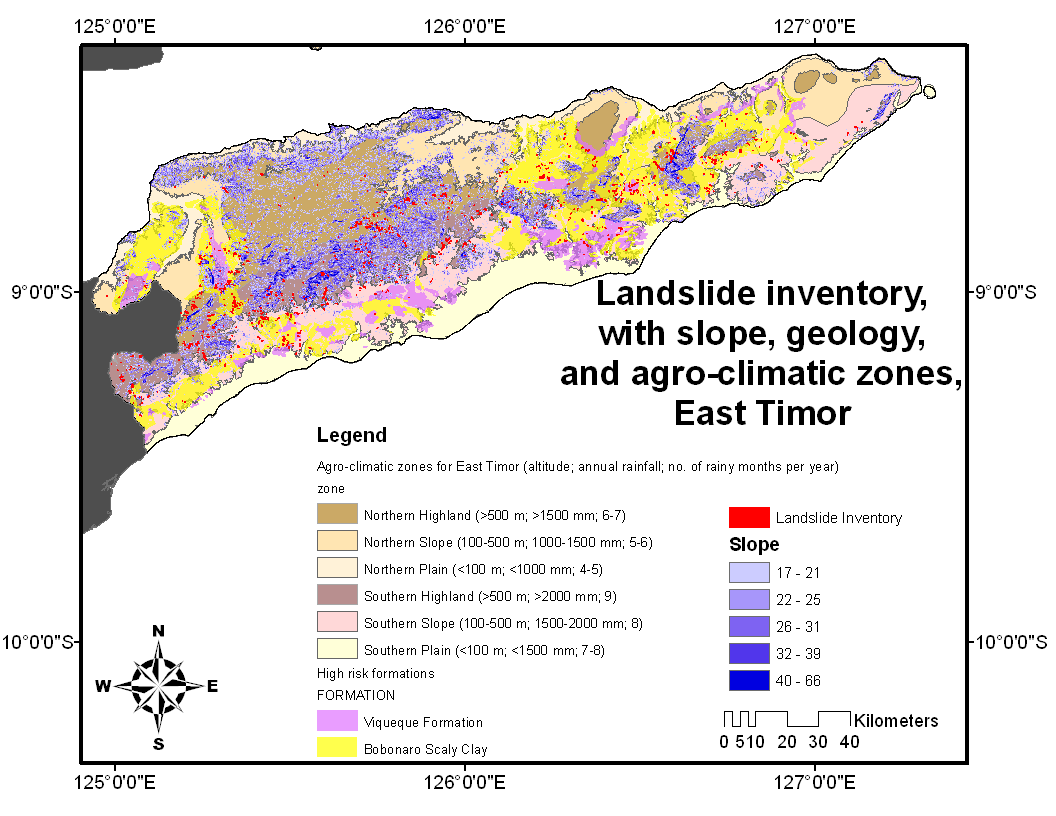 125°0'0"E 126°0'0"E 127°0'0"E
9°0'0"S 9°0'0"S
Landslide inventory,
with slope, geology,
and agro-climatic zones,
East Timor
Legend
Agro-climatic zones for East Timor (altitude; annual rainfall; no. of rainy months per year)
zone
Northern Highland (>500 m; >1500 mm; 6-7)
Northern Slope (100-500 m; 1000-1500 mm; 5-6)
Northern Plain (<100 m; <1000 mm; 4-5)
Southern Highland (>500 m; >2000 mm; 9)
Southern Slope (100-500 m; 1500-2000 mm; 8)
Southern Plain (<100 m; <1500 mm; 7-8)
High risk formations
FORMATION
Viqueque Formation
Bobonaro Scaly Clay
Landslide Inventory
Slope
17 - 21
22 - 25
26 - 31
32 - 39
40 - 66
10°0'0"S 10°0'0"S
N
W E
S
Kilometers
0 5 10 20 30 40
125°0'0"E 126°0'0"E 127°0'0"E